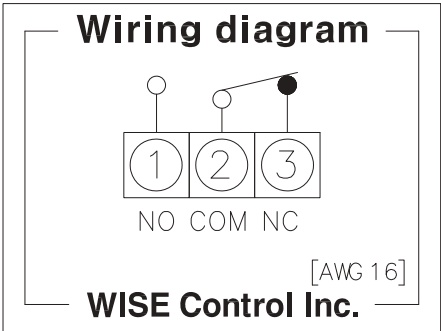 Wiring diagram
1 2 3
NO COM NC
[AWG 16]
WISE Control Inc.